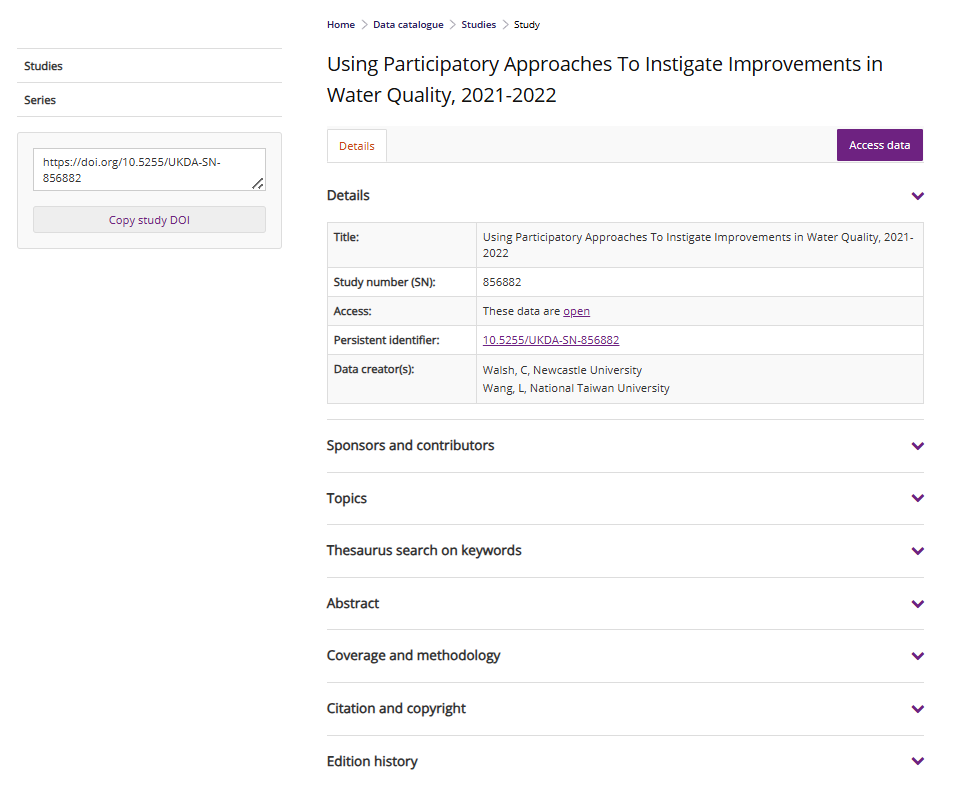 Home > Data catalogue > Studies > Study
Studies
Series
https://doi.org/10.5255/UKDA-SN-
856882
Copy study DOI
Using Participatory Approaches To Instigate Improvements in
Water Quality, 2021-2022
Details
Access data
Details
Title: Using Participatory Approaches To Instigate Improvements in Water Quality, 2021-
2022
Study number (SN): 856882
Access: These data are open
Persistent identifier: 10.5255/UKDA-SN-856882
Data creator(s): Walsh, C, Newcastle University
Wang, L, National Taiwan University
Sponsors and contributors
Topics
Thesaurus search on keywords
Abstract
Coverage and methodology
Citation and copyright
Edition history